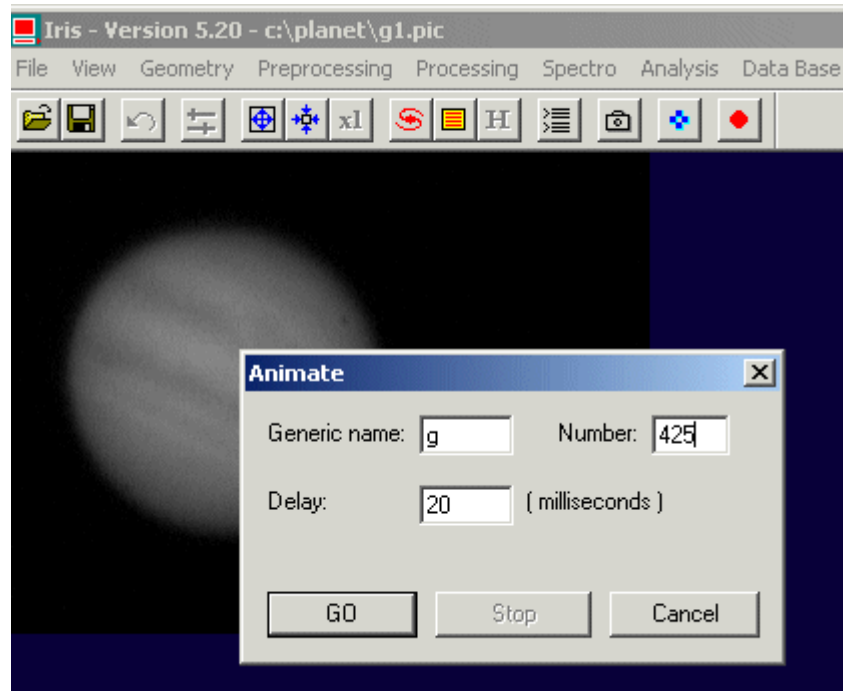 Iris - Version 5.20 - c:\planet\g1.pic
File View Geometry Preprocessing Processing Spectro Analysis Data Base
x1 H
Animate
Generic name: g Number: 425
Delay: 20 ( milliseconds )
GO Stop Cancel